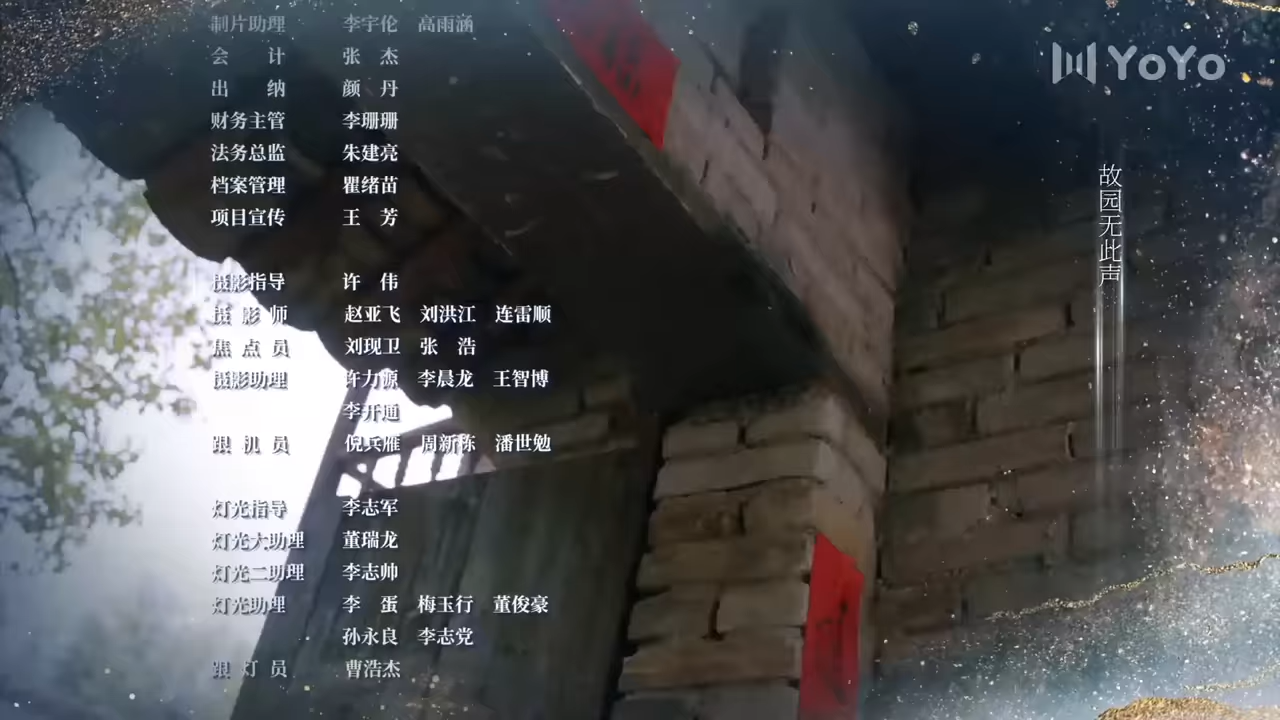 制片助理 李宇伦 高雨涵
会计 张杰
出纳 颜丹
财务主管 李珊珊
法务总监 朱建亮
档案管理 瞿绪苗
项目宣传 王芳
摄影指导 许伟
摄影师 赵亚飞 刘洪江 连雷顺
焦点员 刘现卫 张浩
摄影助理 许力源 李晨龙 王智博
李开通
跟机员 倪兵雁 周新栋 潘世勉
灯光指导 李志军
灯光大助理 董瑞龙
灯光二助理 李志帅
灯光助理 李蛋 梅玉行 董俊豪
孙永良 李志党
跟灯员 曹浩杰
YoYo
故园无此声